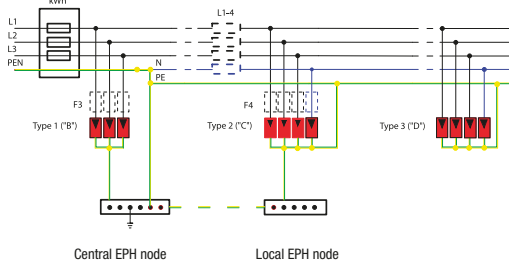 kWh
L1
L2
L3
PEN
L1-4
N
PE
F3
F4
Type 1 ("B")
Type 2 ("C")
Type 3 ("D")
Central EPH node
Local EPH node